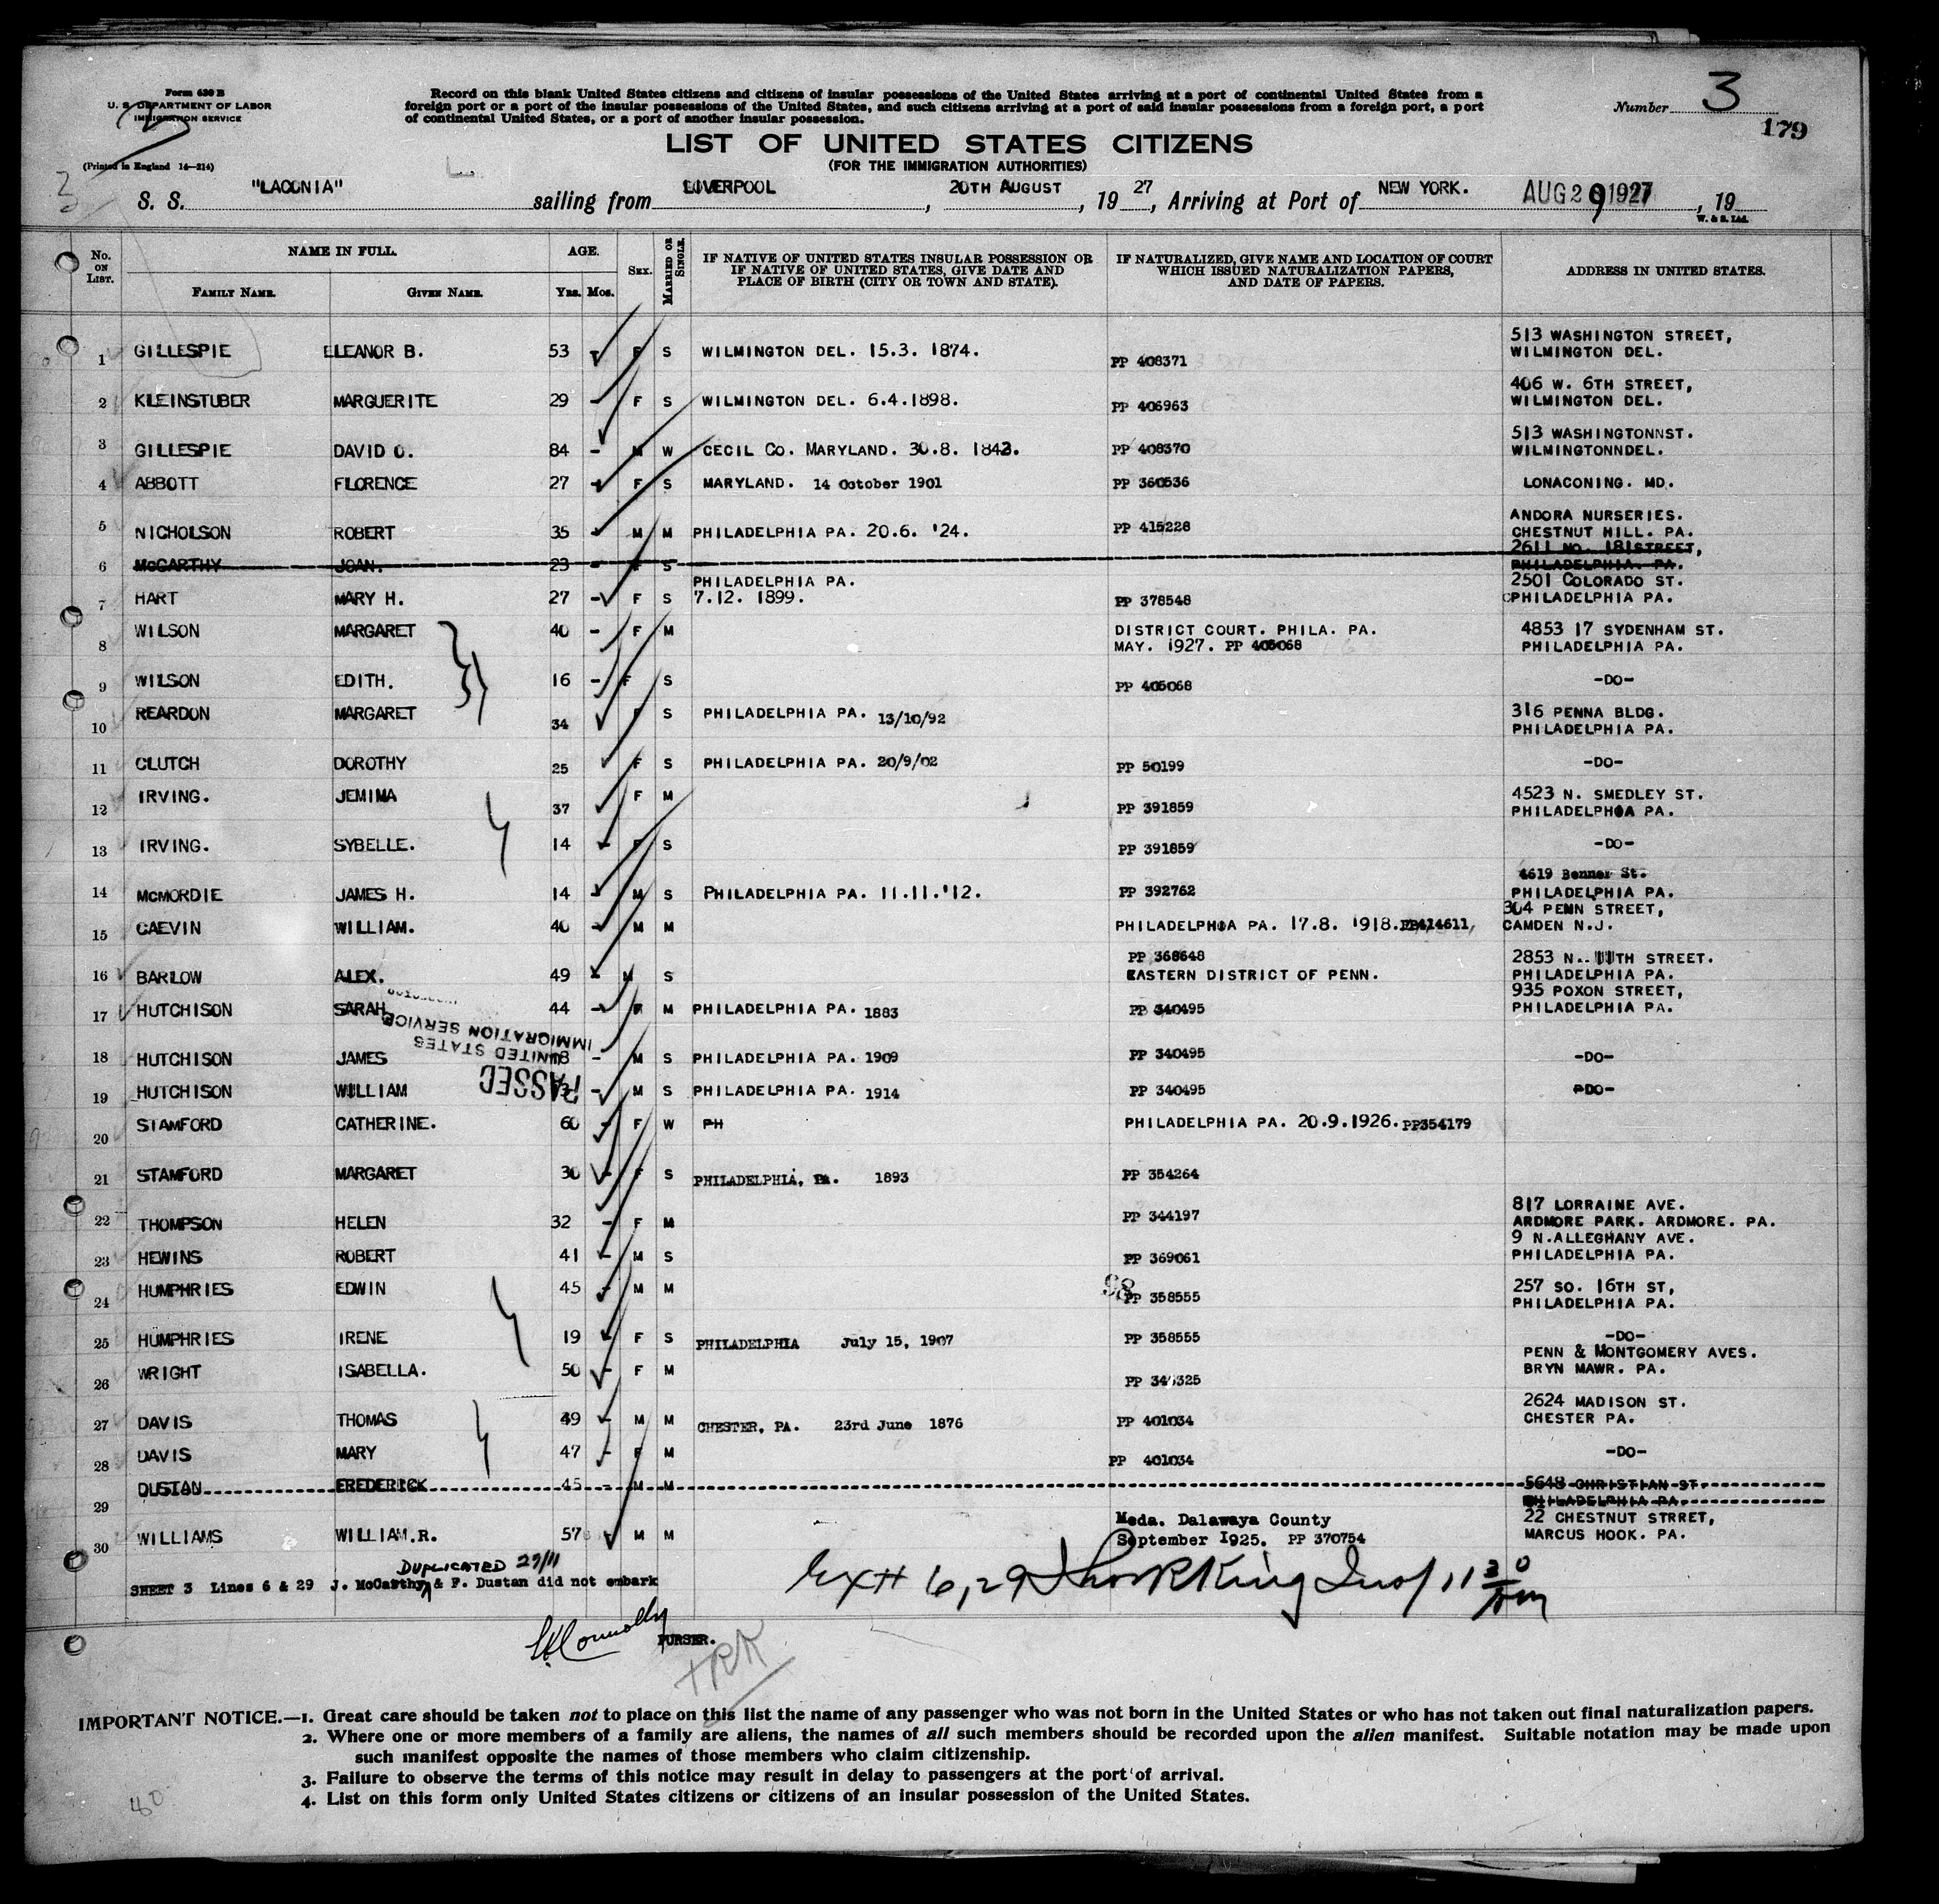 Form 630 B
U. S. DEPARTMENT OF LABOR
IMMIGRATION SERVICE
(Printed in England 14-214)
Record on this blank United States citizens and citizens of insular possessions of the United States arriving at a port of continental United States from a
foreign port or a port of the insular possessions of the United States, and such citizens arriving at a port of said insular possessions from a foreign port, a port
of continental United States, or a port of another insular possession.
Number 3
179
LIST OF UNITED STATES CITIZENS
(FOR THE IMMIGRATION AUTHORITIES)
S. S. "LACONIA" sailing from LIVERPOOL, 20TH AUGUST, 19 27, Arriving at Port of NEW YORK. AUG 29 1927, 19
W. & S. Ltd.
No. ON LIST. NAME IN FULL. FAMILY NAME. GIVEN NAME. AGE. YRS. MOS. SEX. MARRIED OR SINGLE. IF NATIVE OF UNITED STATES INSULAR POSSESSION OR IF NATIVE OF UNITED STATES, GIVE DATE AND PLACE OF BIRTH (CITY OR TOWN AND STATE). IF NATURALIZED, GIVE NAME AND LOCATION OF COURT WHICH ISSUED NATURALIZATION PAPERS, AND DATE OF PAPERS. ADDRESS IN UNITED STATES.
1 GILLESPIE ELEANOR B. 53 F S WILMINGTON DEL. 15.3. 1874. PP 408371 513 WASHINGTON STREET, WILMINGTON DEL.
2 KLEINSTUBER MARGUERITE 29 - F S WILMINGTON DEL. 6.4.1898. PP 406963 406 W. 6TH STREET, WILMINGTON DEL.
3 GILLESPIE DAVID O. 84 - M W CECIL CO. MARYLAND. 30.8. 1842. PP 408370 513 WASHINGTONNST. WILMINGTONNDEL.
4 ABBOTT FLORENCE 27 - F S MARYLAND. 14 October 1901 PP 360536 LONACONING. MD.
5 NICHOLSON ROBERT 35 - M M PHILADELPHIA PA. 20.6. '24. PP 415228 ANDORA NURSERIES. CHESTNUT HILL. PA.
6 McCARTHY JOAN. 23 - F S 2611 NO. 181STREET, PHILADELPHIA. PA.
7 HART MARY H. 27 - F S PHILADELPHIA PA. 7.12. 1899. PP 378548 2501 COLORADO ST. PHILADELPHIA PA.
8 WILSON MARGARET 40 - F M DISTRICT COURT. PHILA. PA. MAY. 1927. PP 405068 4853 17 SYDENHAM ST. PHILADELPHIA PA.
9 WILSON EDITH. 16 - F S PP 405068 -DO-
10 REARDON MARGARET 34 F S PHILADELPHIA PA. 13/10/92 316 PENNA BLDG. PHILADELPHIA PA.
11 CLUTCH DOROTHY 25 F S PHILADELPHIA PA. 20/9/02 PP 50199 -DO-
12 IRVING. JEMIMA 37 F M PP 391859 4523 N. SMEDLEY ST. PHILADELPHOA PA.
13 IRVING. SYBELLE. 14 - F S PP 391859 -DO-
14 McMORDIE JAMES H. 14 - M S PHILADELPHIA PA. 11.11.'12. PP 392762 4619 Benner St. PHILADELPHIA PA.
15 CAEVIN WILLIAM. 40 - M M PHILADELPHIA PA. 17.8. 1918. PP414611, 304 PENN STREET, CAMDEN N.J.
16 BARLOW ALEX. 49 - M S PP 368648 EASTERN DISTRICT OF PENN. 2853 N.. 11TH STREET. PHILADELPHIA PA.
17 HUTCHISON SARAH 44 - F M PHILADELPHIA PA. 1883 PP 340495 935 POXON STREET, PHILADELPHIA PA.
18 HUTCHISON JAMES 18 - M S PHILADELPHIA PA. 1909 PP 340495 -DO-
19 HUTCHISON WILLIAM 13 - M S PHILADELPHIA PA. 1914 PP 340495 -DO-
PASSED
UNITED STATES
IMMIGRATION SERVICE
20 STAMFORD CATHERINE. 60 - F W PH PHILADELPHIA PA. 20.9.1926. PP354179
21 STAMFORD MARGARET 30 - F S PHILADELPHIA, PA. 1893 PP 354264
22 THOMPSON HELEN 32 - F M PP 344197 817 LORRAINE AVE. ARDMORE PARK. ARDMORE. PA.
23 HEWINS ROBERT 41 - M S PP 369061 9 N.ALLEGHANY AVE. PHILADELPHIA PA.
24 HUMPHRIES EDWIN 45 - M M 98 PP 358555 257 SO. 16TH ST, PHILADELPHIA PA.
25 HUMPHRIES IRENE 19 - F S PHILADELPHIA July 15, 1907 PP 358555 -DO-
26 WRIGHT ISABELLA. 50 - F M PP PENN & MONTGOMERY AVES. BRYN MAWR. PA.
27 DAVIS THOMAS 49 - M M CHESTER, PA. 23rd June 1876 PP 401034 2624 MADISON ST. CHESTER PA.
28 DAVIS MARY 47 - F M PP 401034 -DO-
29 DUSTAN FREDERICK 45 - M M 5648 CHRISTIAN ST. PHILADELPHIA PA.
30 WILLIAMS WILLIAM.R. 57 M M Meda. Dalawaya County September 1925. PP 370754 22 CHESTNUT STRRET, MARCUS HOOK. PA.
DUPLICATED 29/11
SHEET 3 Lines 6 & 29 J. McCarthy & F. Dustan did not embark
Ex# 6,29 King Insp 11 30
Connolly
PURSER.
IMPORTANT NOTICE.—1. Great care should be taken not to place on this list the name of any passenger who was not born in the United States or who has not taken out final naturalization papers.
2. Where one or more members of a family are aliens, the names of all such members should be recorded upon the alien manifest. Suitable notation may be made upon
such manifest opposite the names of those members who claim citizenship.
3. Failure to observe the terms of this notice may result in delay to passengers at the port of arrival.
4. List on this form only United States citizens or citizens of an insular possession of the United States.